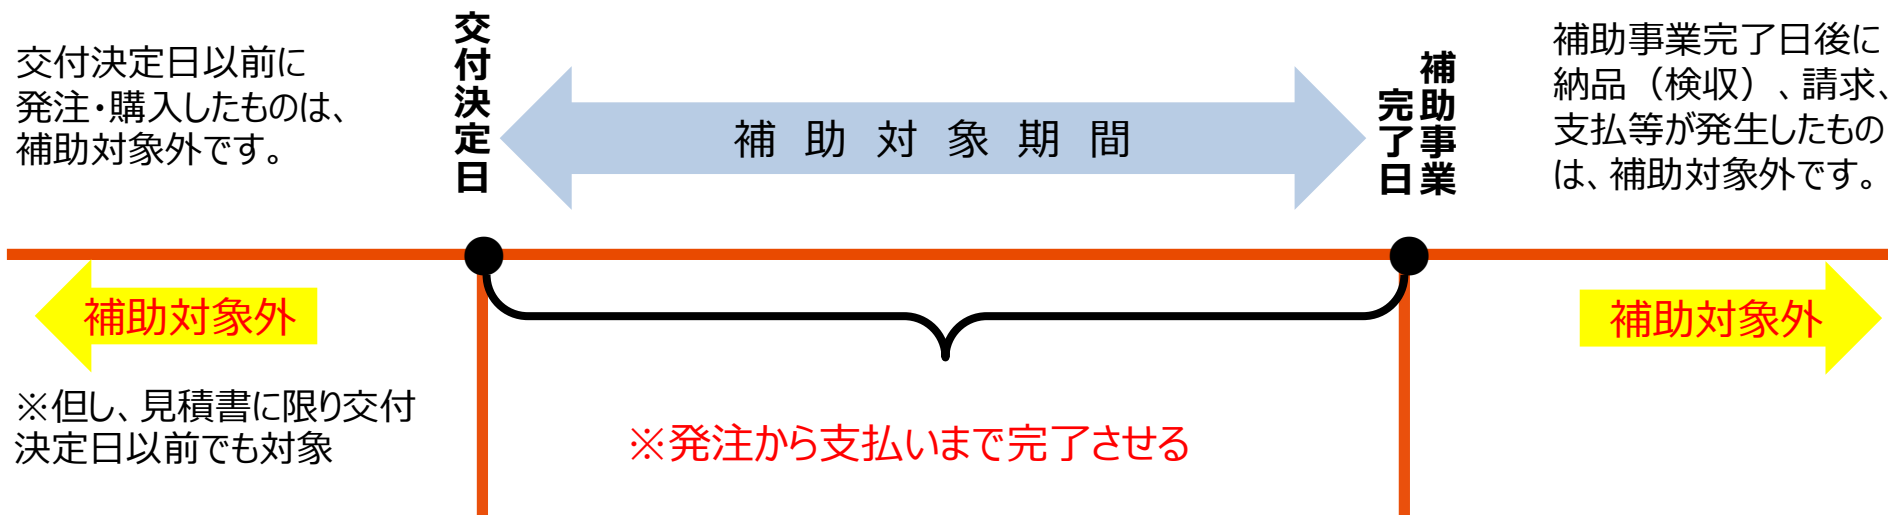 交付決定日以前に
発注・購入したものは、
補助対象外です。
交付決定日
補助対象期間
補助事業
完了日
補助事業完了日後に
納品（検収）、請求、
支払等が発生したもの
は、補助対象外です。
補助対象外
補助対象外
※但し、見積書に限り交付
決定日以前でも対象
※発注から支払いまで完了させる